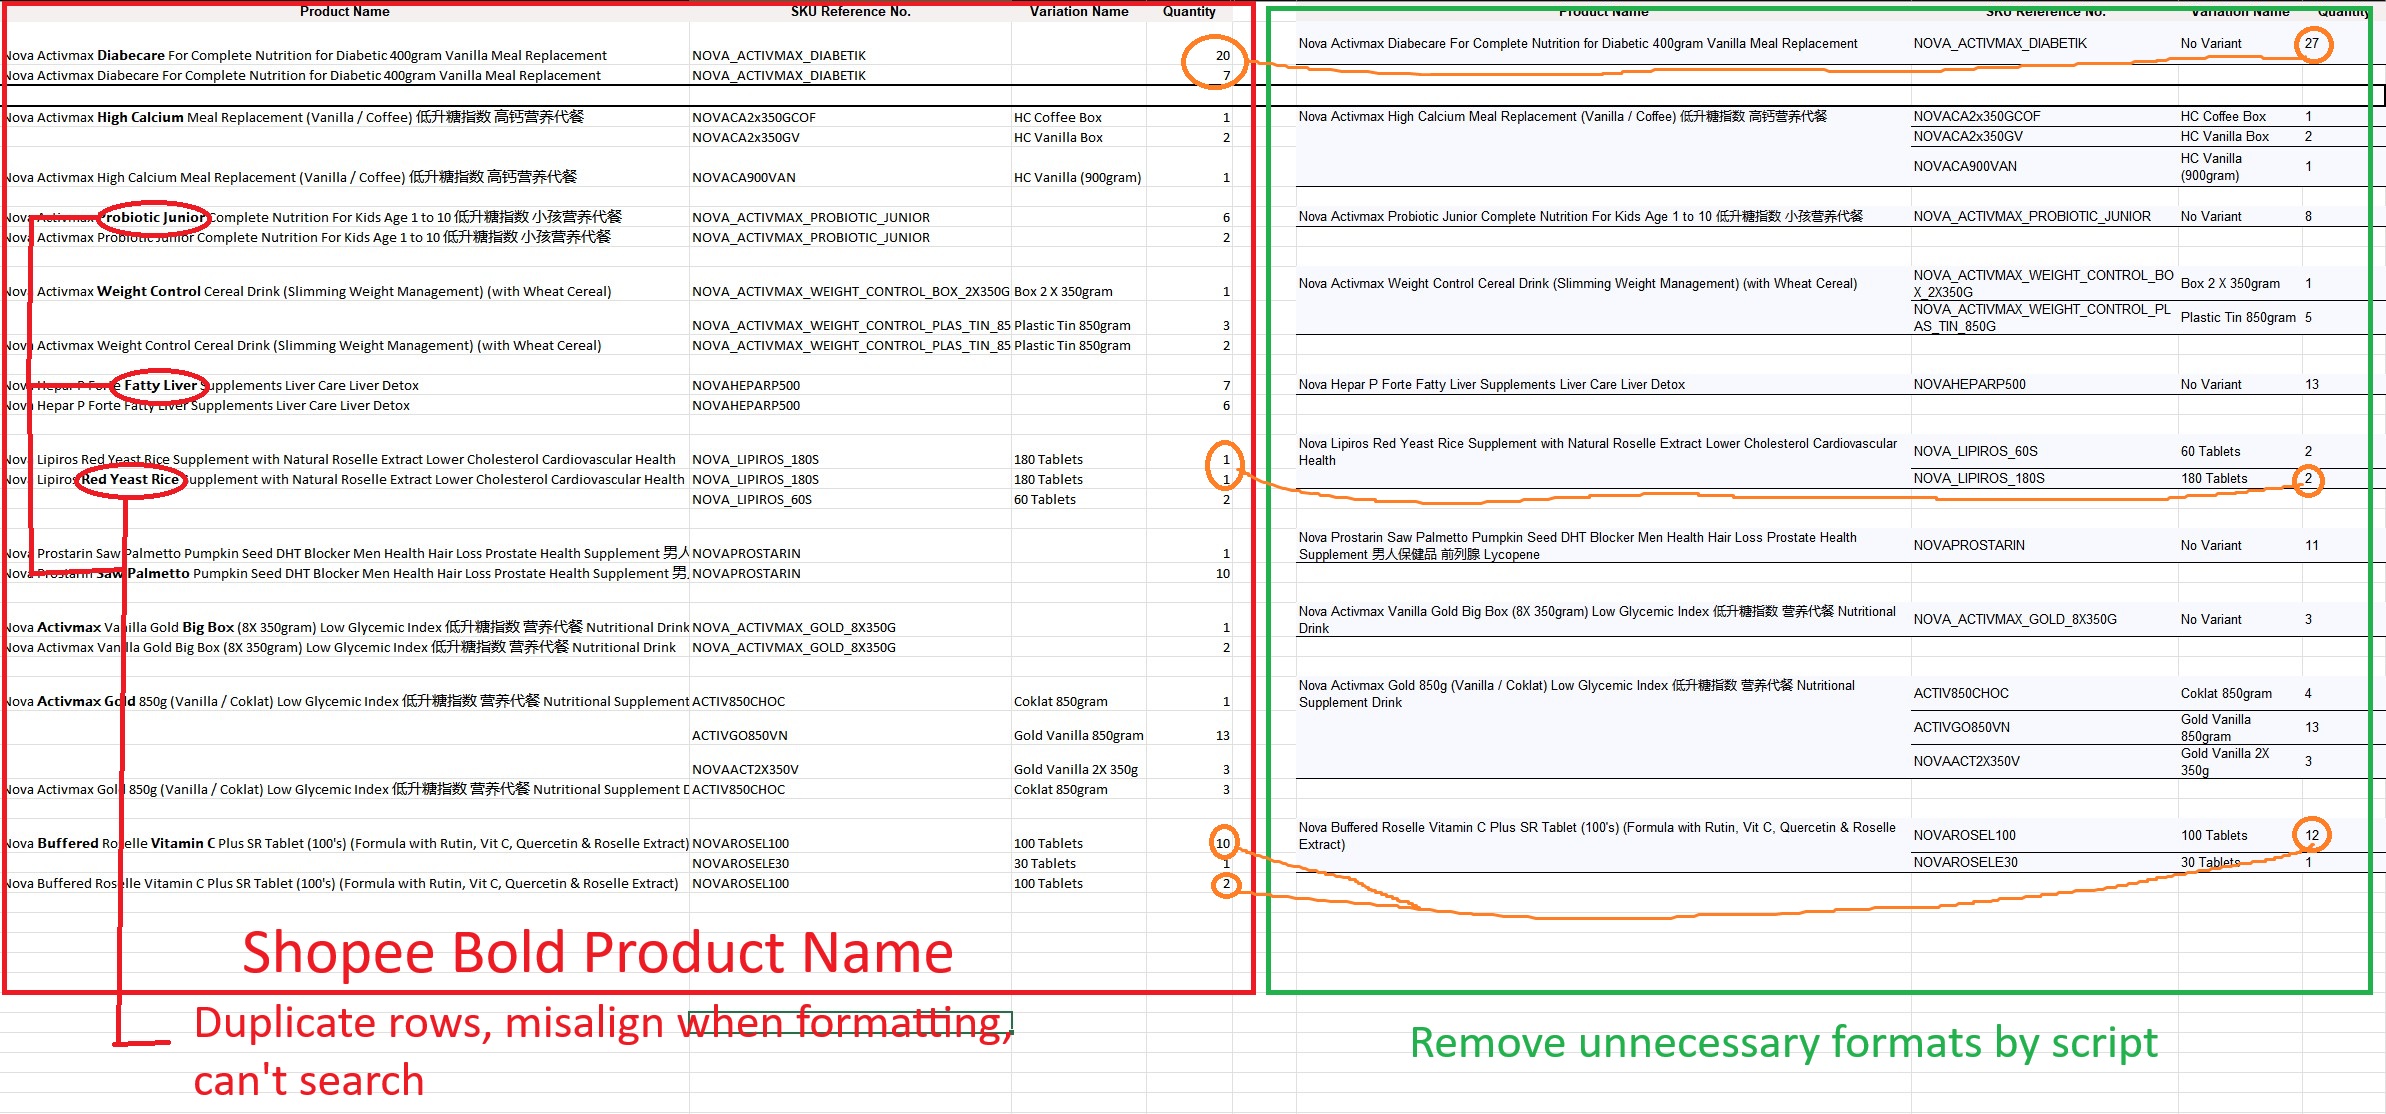 Product Name SKU Reference No. Variation Name Quantity
Nova Activmax Diabecare For Complete Nutrition for Diabetic 400gram Vanilla Meal Replacement NOVA_ACTIVMAX_DIABETIK 20
Nova Activmax Diabecare For Complete Nutrition for Diabetic 400gram Vanilla Meal Replacement NOVA_ACTIVMAX_DIABETIK 7
Nova Activmax High Calcium Meal Replacement (Vanilla / Coffee) 低升糖指数 高钙营养代餐 NOVACA2x350GCOF HC Coffee Box 1
NOVACA2x350GV HC Vanilla Box 2
Nova Activmax High Calcium Meal Replacement (Vanilla / Coffee) 低升糖指数 高钙营养代餐 NOVACA900VAN HC Vanilla (900gram) 1
Nova Activmax Probiotic Junior Complete Nutrition For Kids Age 1 to 10 低升糖指数 小孩营养代餐 NOVA_ACTIVMAX_PROBIOTIC_JUNIOR 6
Nova Activmax Probiotic Junior Complete Nutrition For Kids Age 1 to 10 低升糖指数 小孩营养代餐 NOVA_ACTIVMAX_PROBIOTIC_JUNIOR 2
Nova Activmax Weight Control Cereal Drink (Slimming Weight Management) (with Wheat Cereal) NOVA_ACTIVMAX_WEIGHT_CONTROL_BOX_2X350G Box 2 X 350gram 1
NOVA_ACTIVMAX_WEIGHT_CONTROL_PLAS_TIN_85 Plastic Tin 850gram 3
Nova Activmax Weight Control Cereal Drink (Slimming Weight Management) (with Wheat Cereal) NOVA_ACTIVMAX_WEIGHT_CONTROL_PLAS_TIN_85 Plastic Tin 850gram 2
Nova Hepar P Forte Fatty Liver Supplements Liver Care Liver Detox NOVAHEPARP500 7
Nova Hepar P Forte Fatty Liver Supplements Liver Care Liver Detox NOVAHEPARP500 6
Nova Lipiros Red Yeast Rice Supplement with Natural Roselle Extract Lower Cholesterol Cardiovascular Health NOVA_LIPIROS_180S 180 Tablets 1
Nova Lipiros Red Yeast Rice Supplement with Natural Roselle Extract Lower Cholesterol Cardiovascular Health NOVA_LIPIROS_180S 180 Tablets 1
NOVA_LIPIROS_60S 60 Tablets 2
Nova Prostarin Saw Palmetto Pumpkin Seed DHT Blocker Men Health Hair Loss Prostate Health Supplement 男人 NOVAPROSTARIN 1
Nova Prostarin Saw Palmetto Pumpkin Seed DHT Blocker Men Health Hair Loss Prostate Health Supplement 男 NOVAPROSTARIN 10
Nova Activmax Vanilla Gold Big Box (8X 350gram) Low Glycemic Index 低升糖指数 营养代餐 Nutritional Drink NOVA_ACTIVMAX_GOLD_8X350G 1
Nova Activmax Vanilla Gold Big Box (8X 350gram) Low Glycemic Index 低升糖指数 营养代餐 Nutritional Drink NOVA_ACTIVMAX_GOLD_8X350G 2
Nova Activmax Gold 850g (Vanilla / Coklat) Low Glycemic Index 低升糖指数 营养代餐 Nutritional Supplement ACTIV850CHOC Coklat 850gram 1
ACTIVGO850VN Gold Vanilla 850gram 13
NOVAACT2X350V Gold Vanilla 2X 350g 3
Nova Activmax Gold 850g (Vanilla / Coklat) Low Glycemic Index 低升糖指数 营养代餐 Nutritional Supplement D ACTIV850CHOC Coklat 850gram 3
Nova Buffered Roselle Vitamin C Plus SR Tablet (100's) (Formula with Rutin, Vit C, Quercetin & Roselle Extract) NOVAROSEL100 100 Tablets 10
NOVAROSELE30 30 Tablets 1
Nova Buffered Roselle Vitamin C Plus SR Tablet (100's) (Formula with Rutin, Vit C, Quercetin & Roselle Extract) NOVAROSEL100 100 Tablets 2
Shopee Bold Product Name
Duplicate rows, misalign when formatting,
can't search
Product Name SKU Reference No. Variation Name Quantity
Nova Activmax Diabecare For Complete Nutrition for Diabetic 400gram Vanilla Meal Replacement NOVA_ACTIVMAX_DIABETIK No Variant 27
Nova Activmax High Calcium Meal Replacement (Vanilla / Coffee) 低升糖指数 高钙营养代餐 NOVACA2x350GCOF HC Coffee Box 1
NOVACA2x350GV HC Vanilla Box 2
HC Vanilla
NOVACA900VAN 1
(900gram)
Nova Activmax Probiotic Junior Complete Nutrition For Kids Age 1 to 10 低升糖指数 小孩营养代餐 NOVA_ACTIVMAX_PROBIOTIC_JUNIOR No Variant 8
NOVA_ACTIVMAX_WEIGHT_CONTROL_BO
Nova Activmax Weight Control Cereal Drink (Slimming Weight Management) (with Wheat Cereal) Box 2 X 350gram 1
X_2X350G
NOVA_ACTIVMAX_WEIGHT_CONTROL_PL
Plastic Tin 850gram 5
AS_TIN_850G
Nova Hepar P Forte Fatty Liver Supplements Liver Care Liver Detox NOVAHEPARP500 No Variant 13
Nova Lipiros Red Yeast Rice Supplement with Natural Roselle Extract Lower Cholesterol Cardiovascular
NOVA_LIPIROS_60S 60 Tablets 2
Health
NOVA_LIPIROS_180S 180 Tablets 2
Nova Prostarin Saw Palmetto Pumpkin Seed DHT Blocker Men Health Hair Loss Prostate Health
NOVAPROSTARIN No Variant 11
Supplement 男人保健品 前列腺 Lycopene
Nova Activmax Vanilla Gold Big Box (8X 350gram) Low Glycemic Index 低升糖指数 营养代餐 Nutritional
NOVA_ACTIVMAX_GOLD_8X350G No Variant 3
Drink
Nova Activmax Gold 850g (Vanilla / Coklat) Low Glycemic Index 低升糖指数 营养代餐 Nutritional
ACTIV850CHOC Coklat 850gram 4
Supplement Drink
Gold Vanilla
ACTIVGO850VN 13
850gram
Gold Vanilla 2X
NOVAACT2X350V 3
350g
Nova Buffered Roselle Vitamin C Plus SR Tablet (100's) (Formula with Rutin, Vit C, Quercetin & Roselle
NOVAROSEL100 100 Tablets 12
Extract)
NOVAROSELE30 30 Tablets 1
Remove unnecessary formats by script